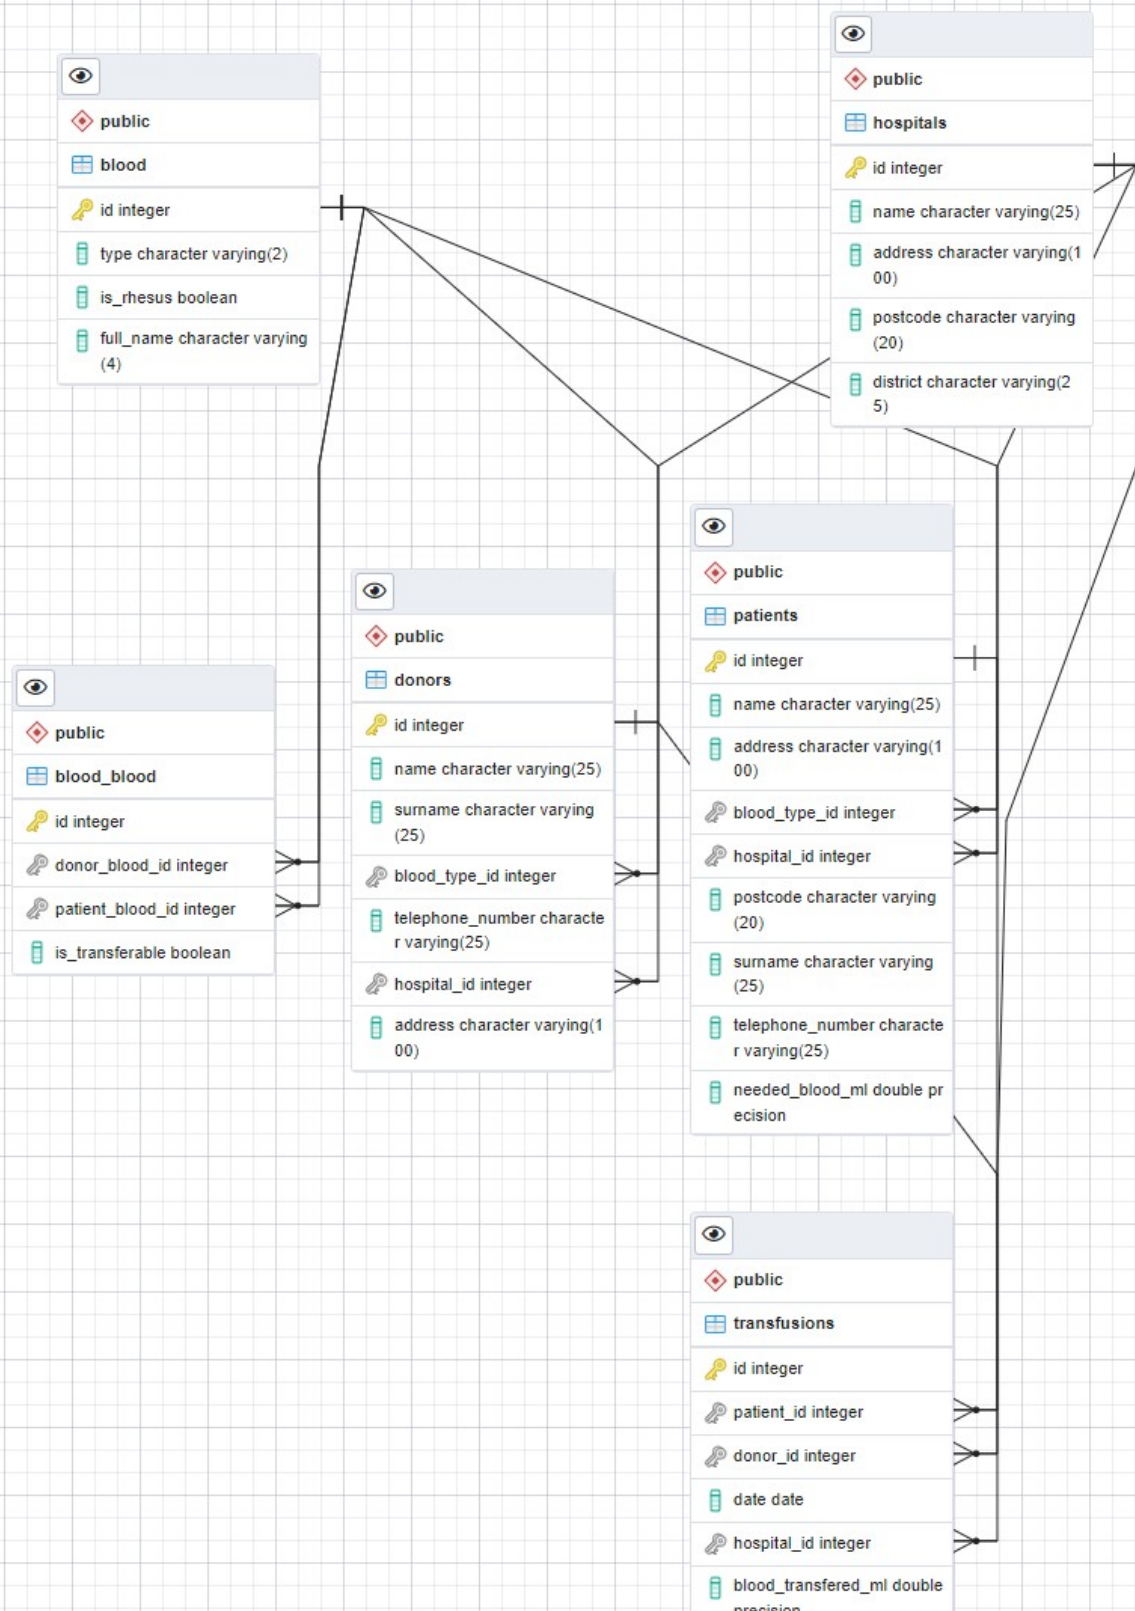 public
blood
id integer
type character varying(2)
is_rhesus boolean
full_name character varying
(4)
public
hospitals
id integer
name character varying(25)
address character varying(1
00)
postcode character varying
(20)
district character varying(2
5)
public
blood_blood
id integer
donor_blood_id integer
patient_blood_id integer
is_transferable boolean
public
donors
id integer
name character varying(25)
surname character varying
(25)
blood_type_id integer
telephone_number characte
r varying(25)
hospital_id integer
address character varying(1
00)
public
patients
id integer
name character varying(25)
address character varying(1
00)
blood_type_id integer
hospital_id integer
postcode character varying
(20)
surname character varying
(25)
telephone_number characte
r varying(25)
needed_blood_ml double pr
ecision
public
transfusions
id integer
patient_id integer
donor_id integer
date date
hospital_id integer
blood_transfered_ml double
precision